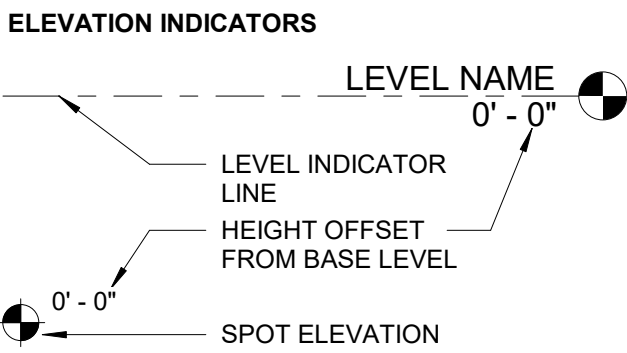 ELEVATION INDICATORS
LEVEL NAME
0' - 0"
LEVEL INDICATOR
LINE
HEIGHT OFFSET
FROM BASE LEVEL
0' - 0"
SPOT ELEVATION